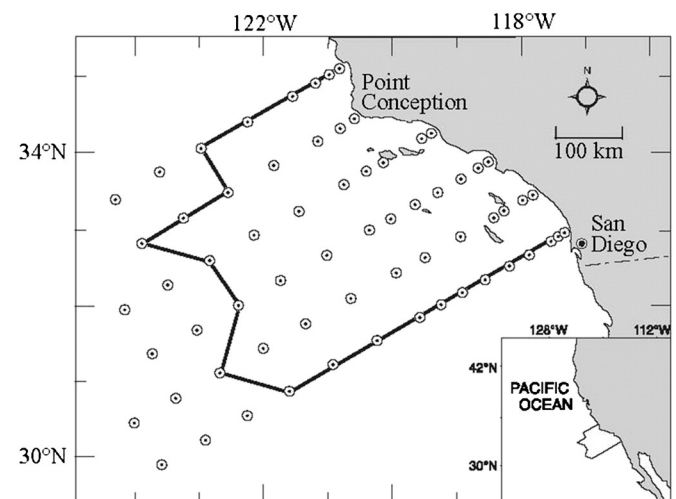 122°W
118°W
Point
Conception
N
34°N
100 km
San
Diego
128°W
112°W
42°N
PACIFIC
OCEAN
30°N
30°N